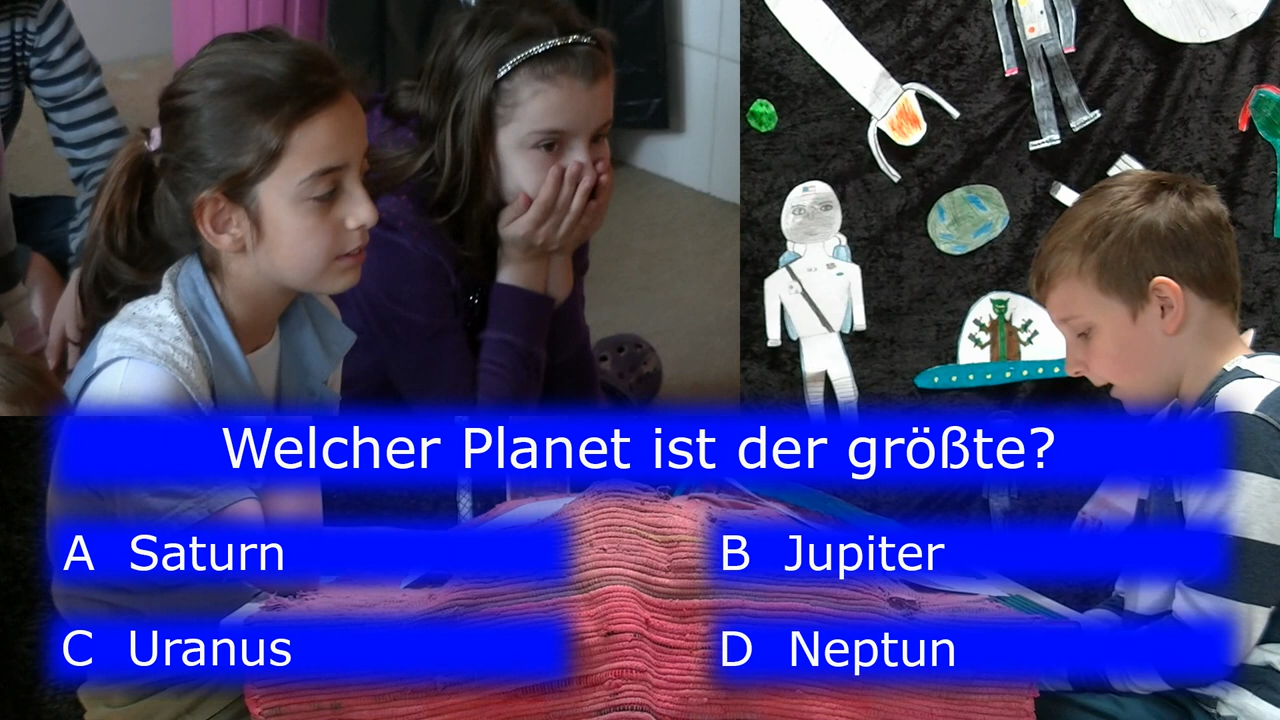 Welcher Planet ist der größte?
A Saturn
B Jupiter
C Uranus
D Neptun